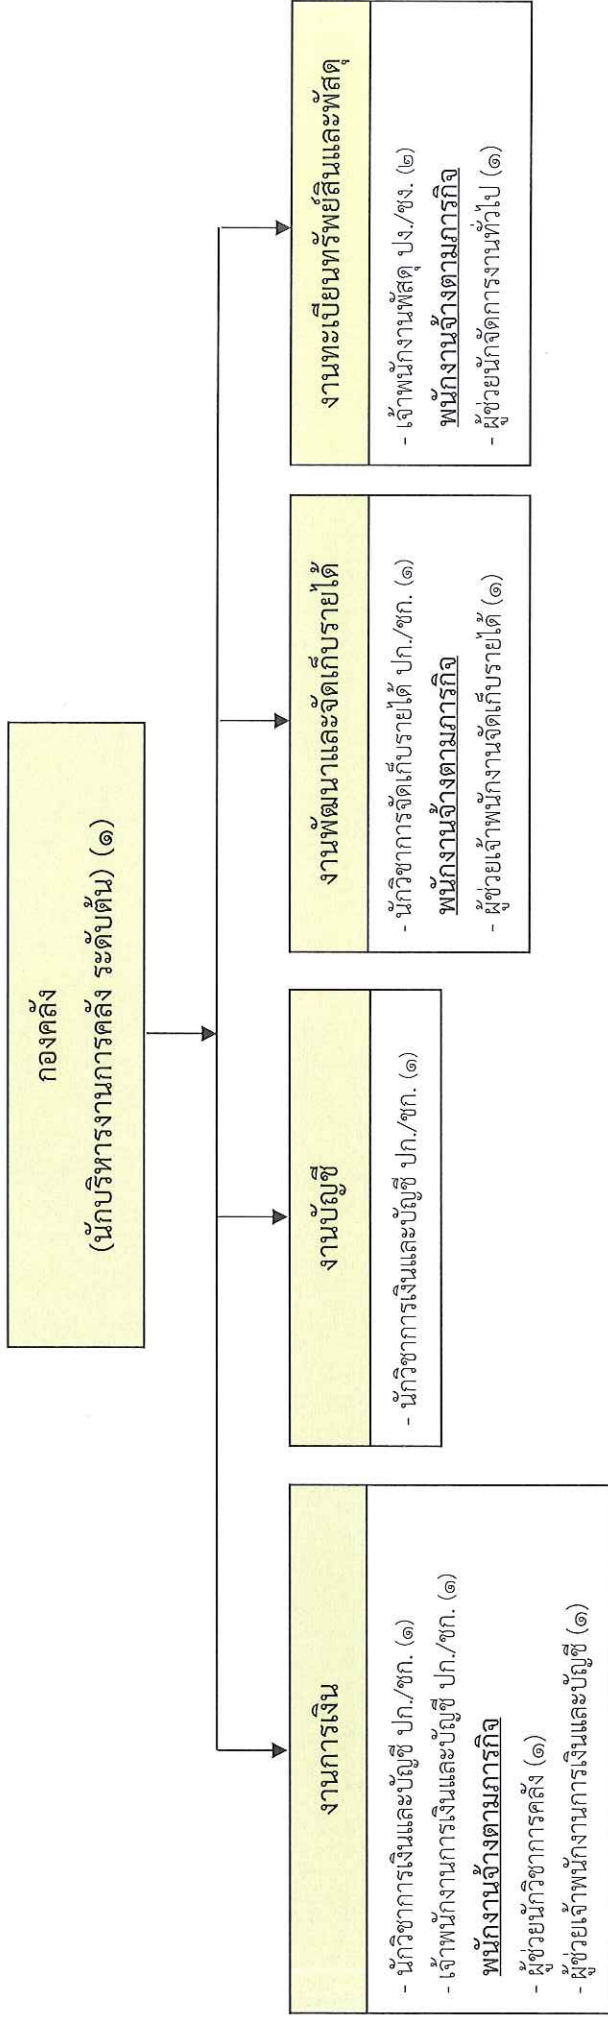 กองคลัง
(นักบริหารงานการคลัง ระดับต้น) (๑)
งานการเงิน
- นักวิชาการเงินและบัญชี ปก./ชก. (๑)
- เจ้าพนักงานการเงินและบัญชี ปก./ชก. (๑)
พนักงานจ้างตามภารกิจ
- ผู้ช่วยนักวิชาการคลัง (๑)
- ผู้ช่วยเจ้าพนักงานการเงินและบัญชี (๑)
งานบัญชี
- นักวิชาการเงินและบัญชี ปก./ชก. (๑)
งานพัฒนาและจัดเก็บรายได้
- นักวิชาการจัดเก็บรายได้ ปก./ชก. (๑)
พนักงานจ้างตามภารกิจ
- ผู้ช่วยเจ้าพนักงานจัดเก็บรายได้ (๑)
งานทะเบียนทรัพย์สินและพัสดุ
- เจ้าพนักงานพัสดุ ปง./ชง. (๒)
พนักงานจ้างตามภารกิจ
- ผู้ช่วยนักจัดการงานทั่วไป (๑)